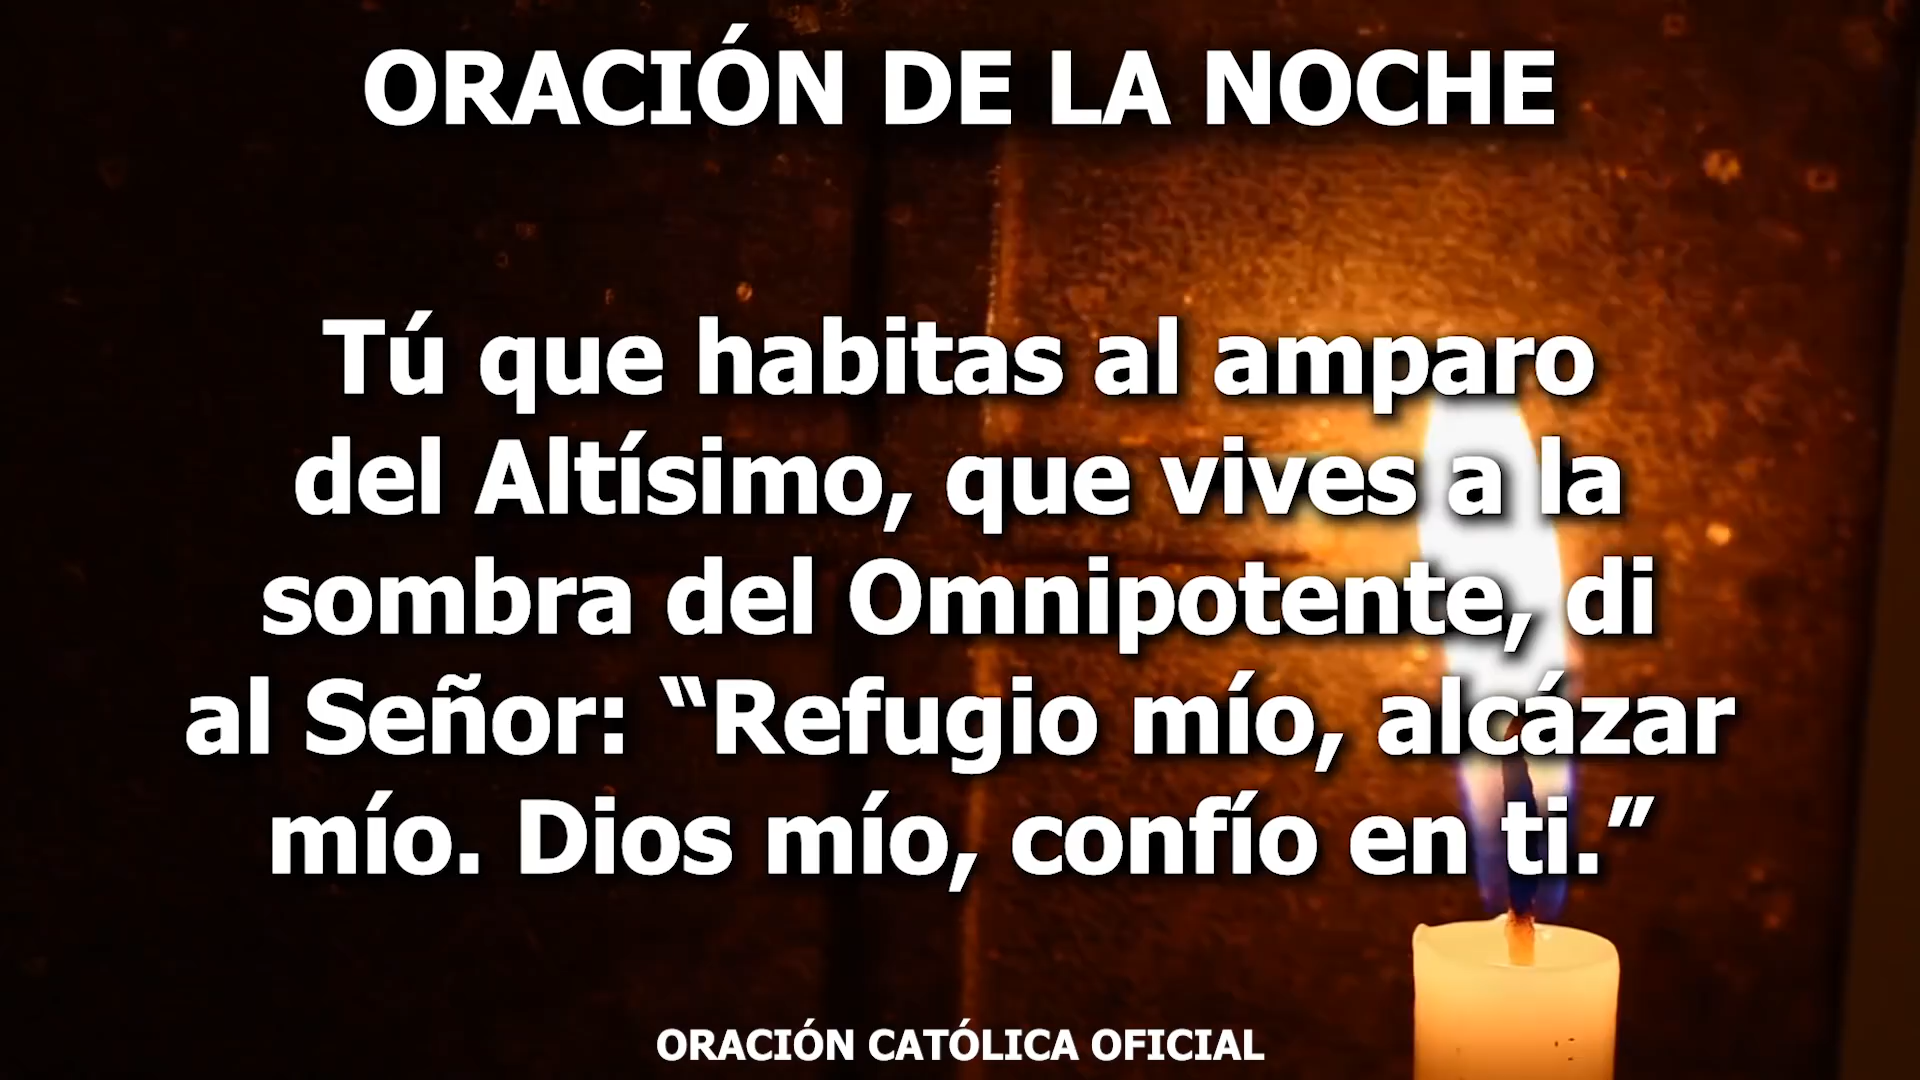 ORACIÓN DE LA NOCHE
Tú que habitas al amparo
del Altísimo, que vives a la
sombra del Omnipotente, di
al Señor: “Refugio mío, alcázar
mío. Dios mío, confío en ti.”
ORACIÓN CATÓLICA OFICIAL